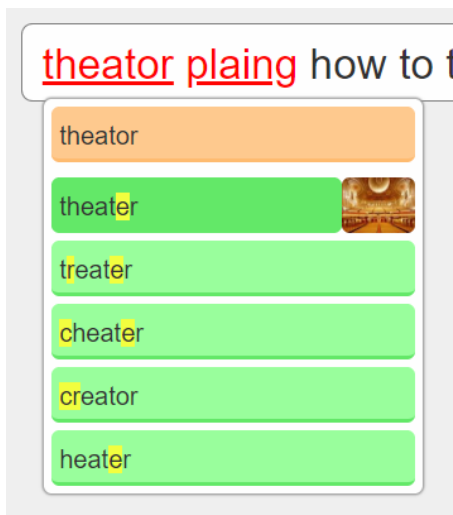 theator plaing how to t
theator
theater
treater
cheater
creator
heater